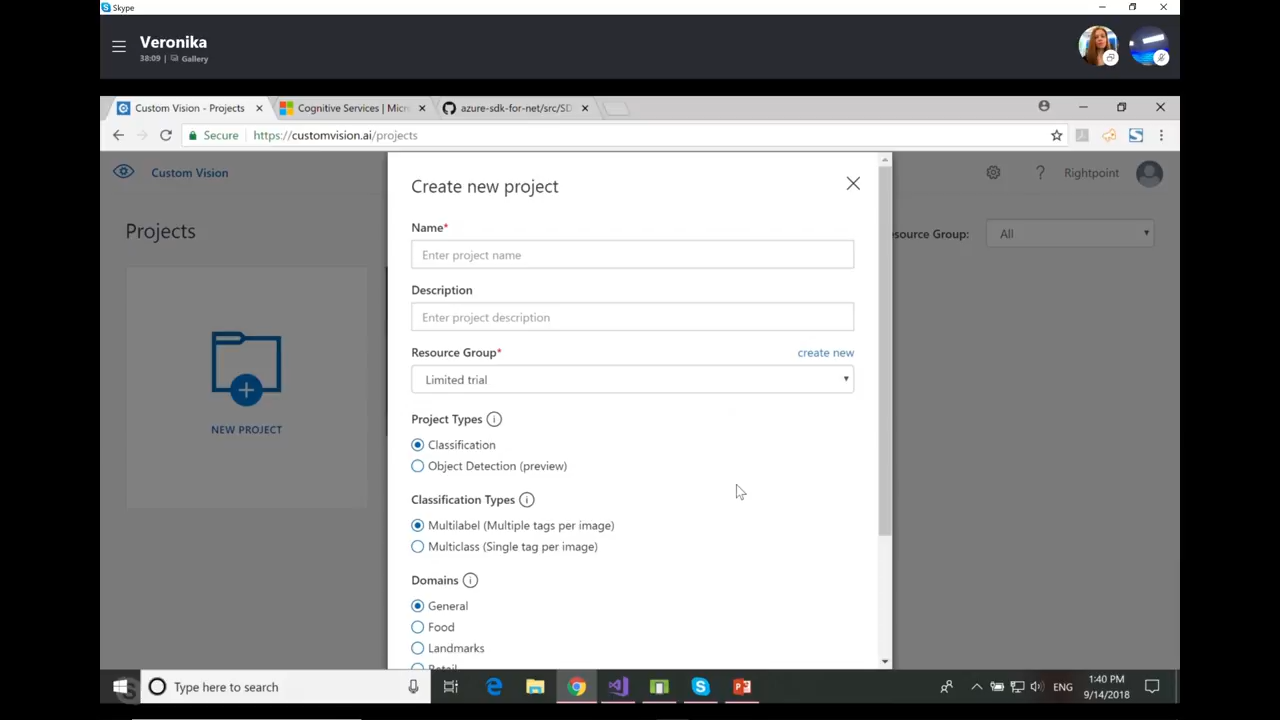 Skype
Veronika
38:09 | Gallery
Custom Vision - Projects
Cognitive Services | Micr
azure-sdk-for-net/src/SD
Secure https://customvision.ai/projects
Custom Vision
? Rightpoint
Projects
source Group: All
NEW PROJECT
Create new project
Name*
Enter project name
Description
Enter project description
Resource Group* create new
Limited trial
Project Types
Classification
Object Detection (preview)
Classification Types
Multilabel (Multiple tags per image)
Multiclass (Single tag per image)
Domains
General
Food
Landmarks
Retail
Type here to search
ENG
1:40 PM
9/14/2018